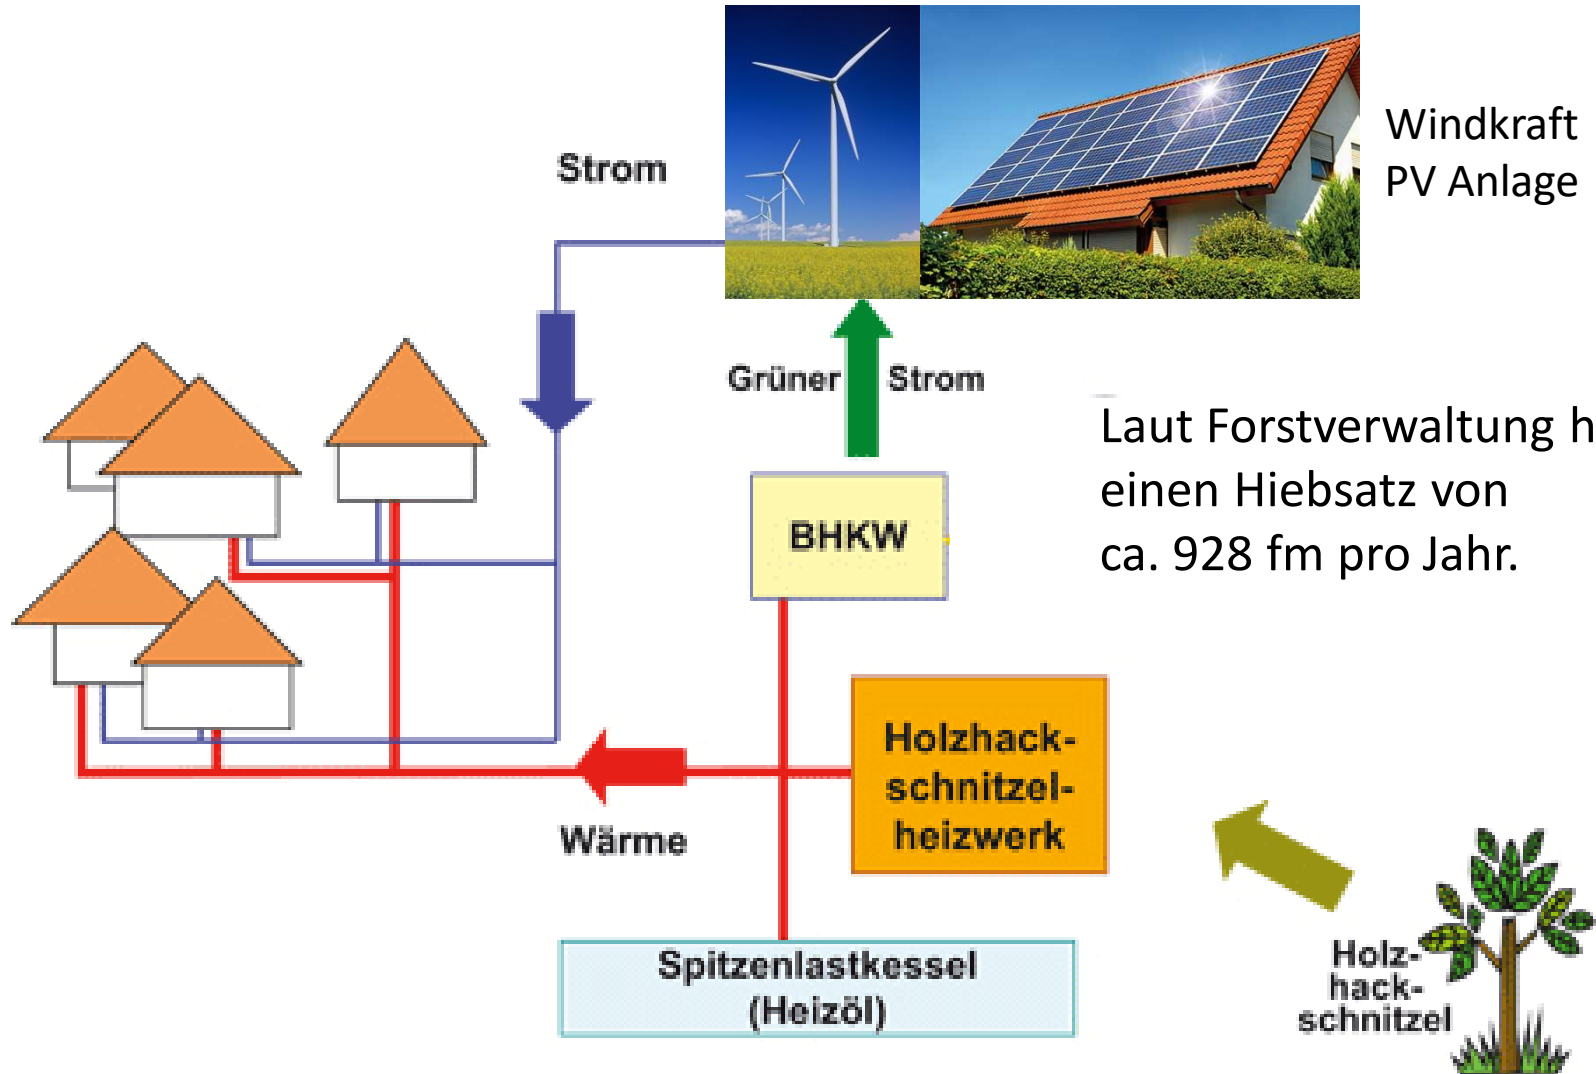 Windkraft
PV Anlage
Strom
Grüner Strom
Laut Forstverwaltung h
einen Hiebsatz von
ca. 928 fm pro Jahr.
BHKW
Holzhack-
schnitzel-
heizwerk
Wärme
Spitzenlastkessel
(Heizöl)
Holz-
hack-
schnitzel